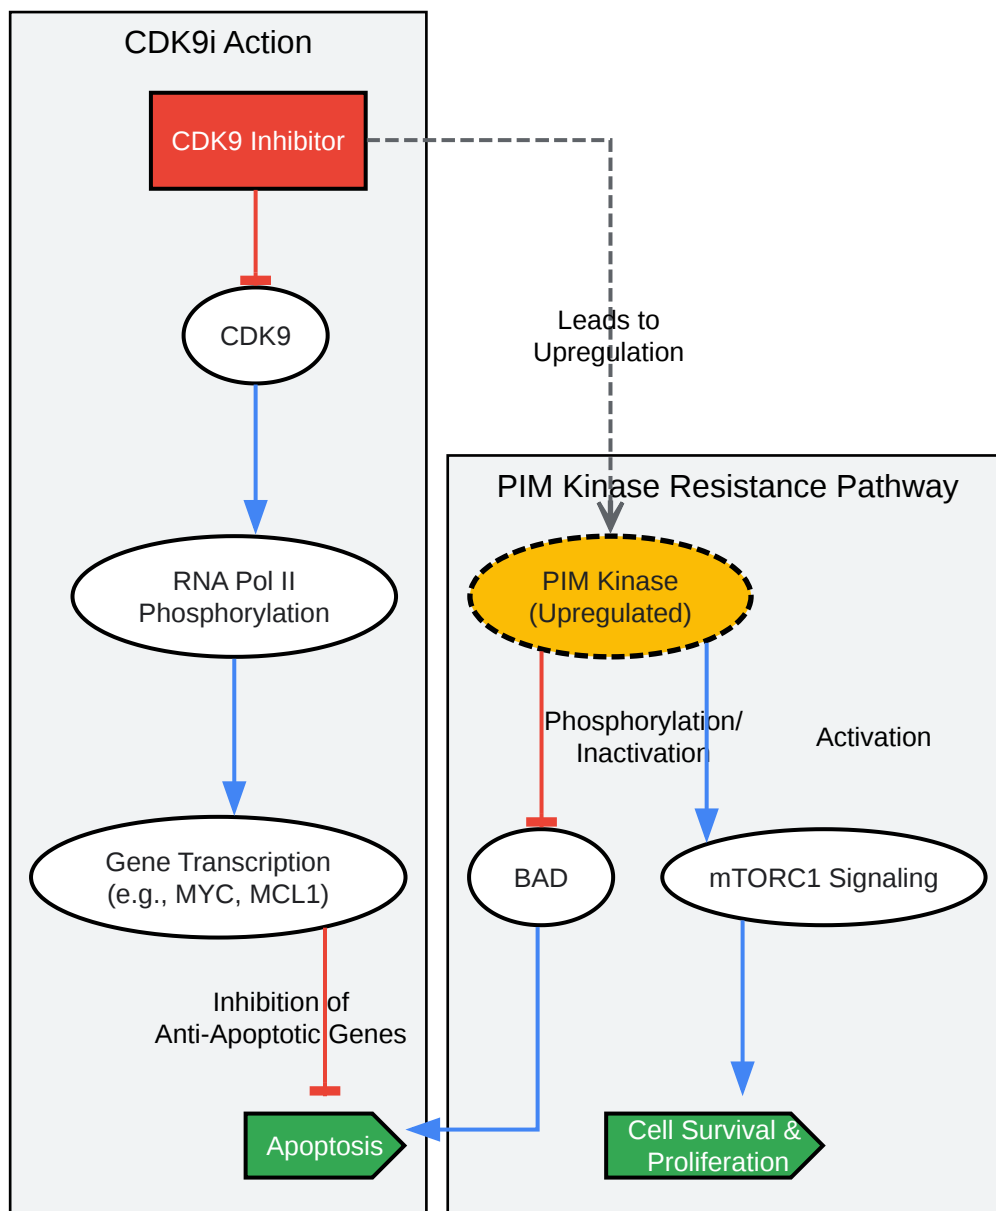 CDK9i Action
CDK9 Inhibitor
CDK9
Leads to
Upregulation
PIM Kinase Resistance Pathway
RNA Pol II
Phosphorylation
PIM Kinase
(Upregulated)
Phosphorylation/
Inactivation
Activation
Gene Transcription
(e.g., MYC, MCL1)
BAD
mTORC1 Signaling
Inhibition of
Anti-Apoptotic Genes
Apoptosis
Cell Survival &
Proliferation